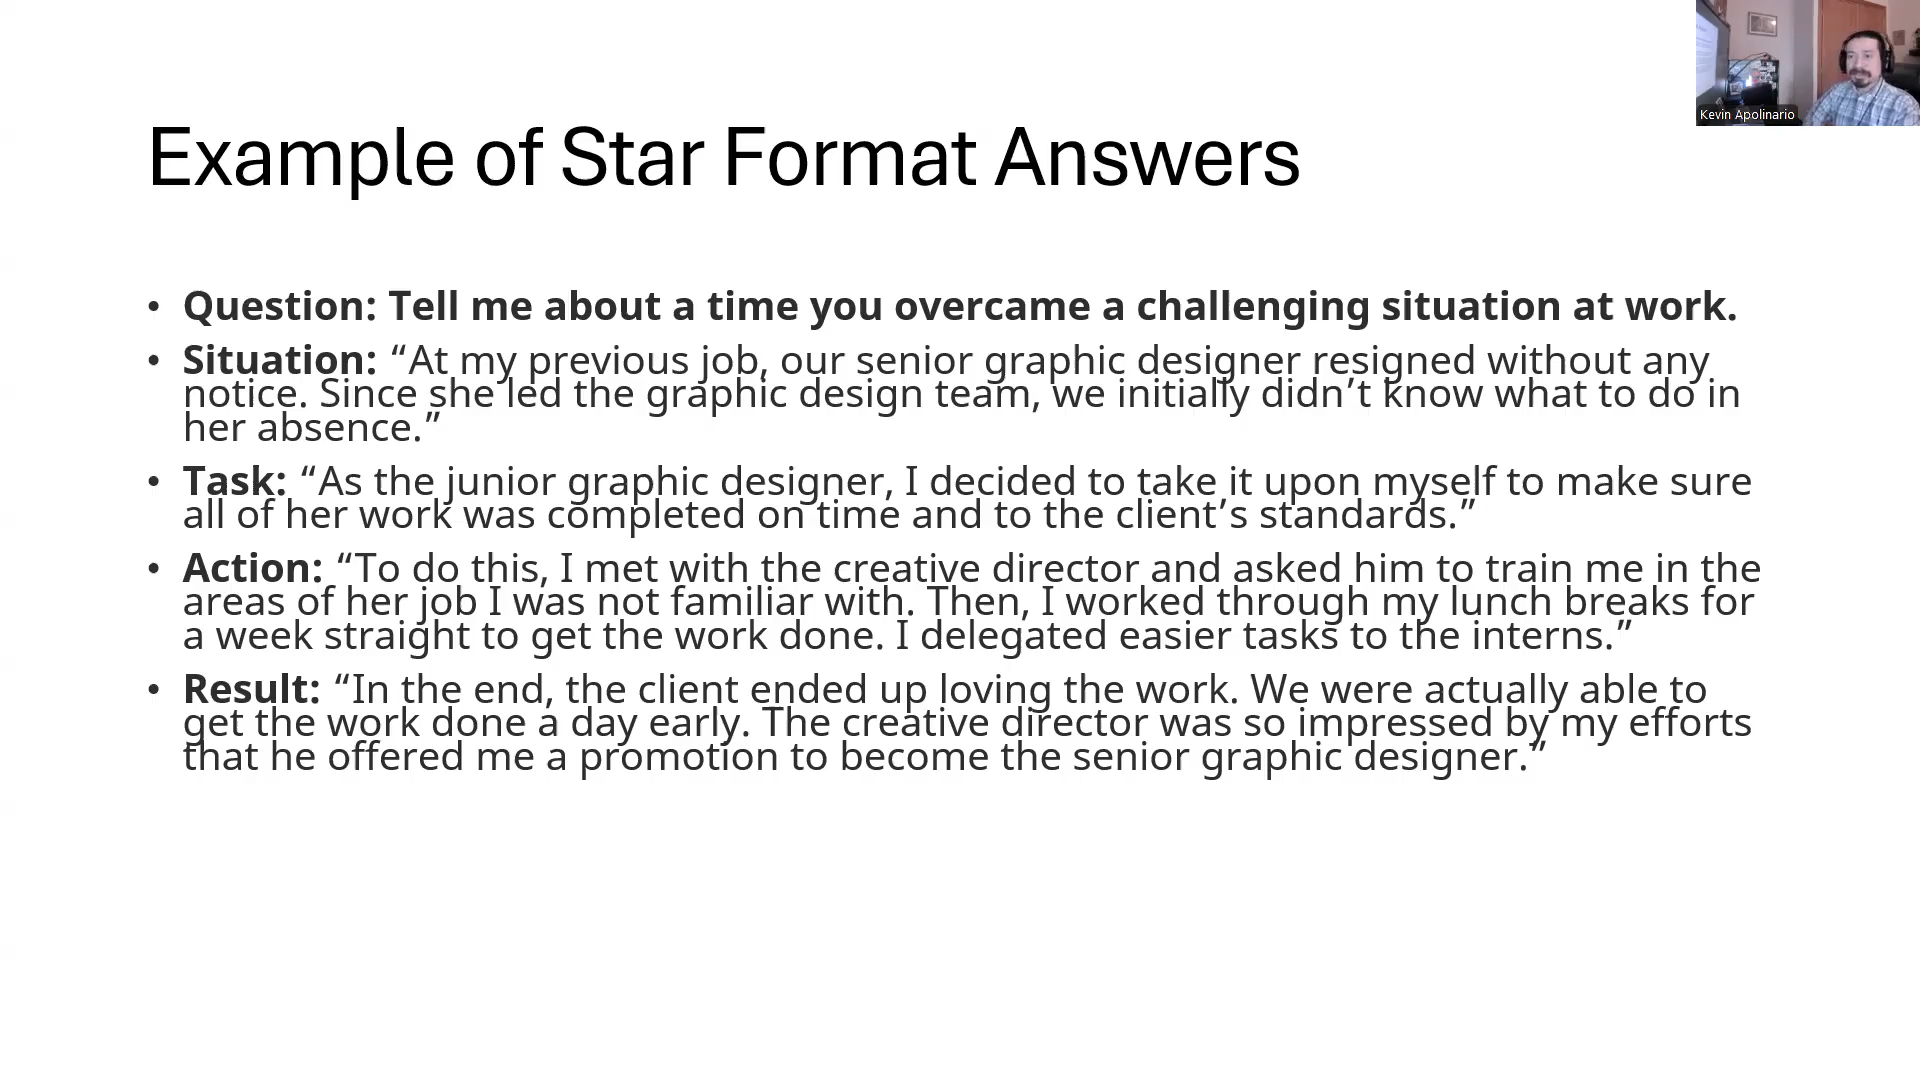 Kevin Apolinario
Example of Star Format Answers
• Question: Tell me about a time you overcame a challenging situation at work.
• Situation: “At my previous job, our senior graphic designer resigned without any
notice. Since she led the graphic design team, we initially didn’t know what to do in
her absence.”
• Task: “As the junior graphic designer, I decided to take it upon myself to make sure
all of her work was completed on time and to the client’s standards.”
• Action: “To do this, I met with the creative director and asked him to train me in the
areas of her job I was not familiar with. Then, I worked through my lunch breaks for
a week straight to get the work done. I delegated easier tasks to the interns.”
• Result: “In the end, the client ended up loving the work. We were actually able to
get the work done a day early. The creative director was so impressed by my efforts
that he offered me a promotion to become the senior graphic designer.”